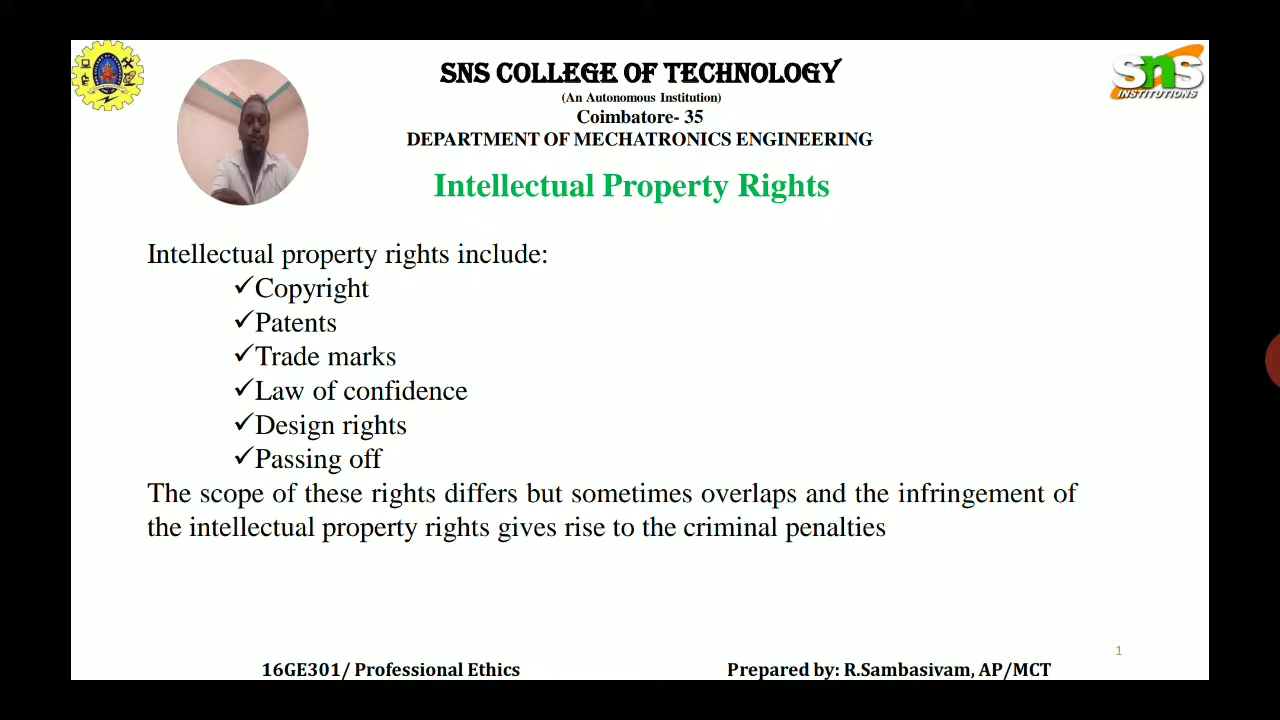 SNS COLLEGE OF TECHNOLOGY
(An Autonomous Institution)
Coimbatore- 35
DEPARTMENT OF MECHATRONICS ENGINEERING
SNS
INSTITUTIONS
Intellectual Property Rights
Intellectual property rights include:
✓Copyright
✓Patents
✓Trade marks
✓Law of confidence
✓Design rights
✓Passing off
The scope of these rights differs but sometimes overlaps and the infringement of
the intellectual property rights gives rise to the criminal penalties
1
16GE301/ Professional Ethics
Prepared by: R.Sambasivam, AP/MCT